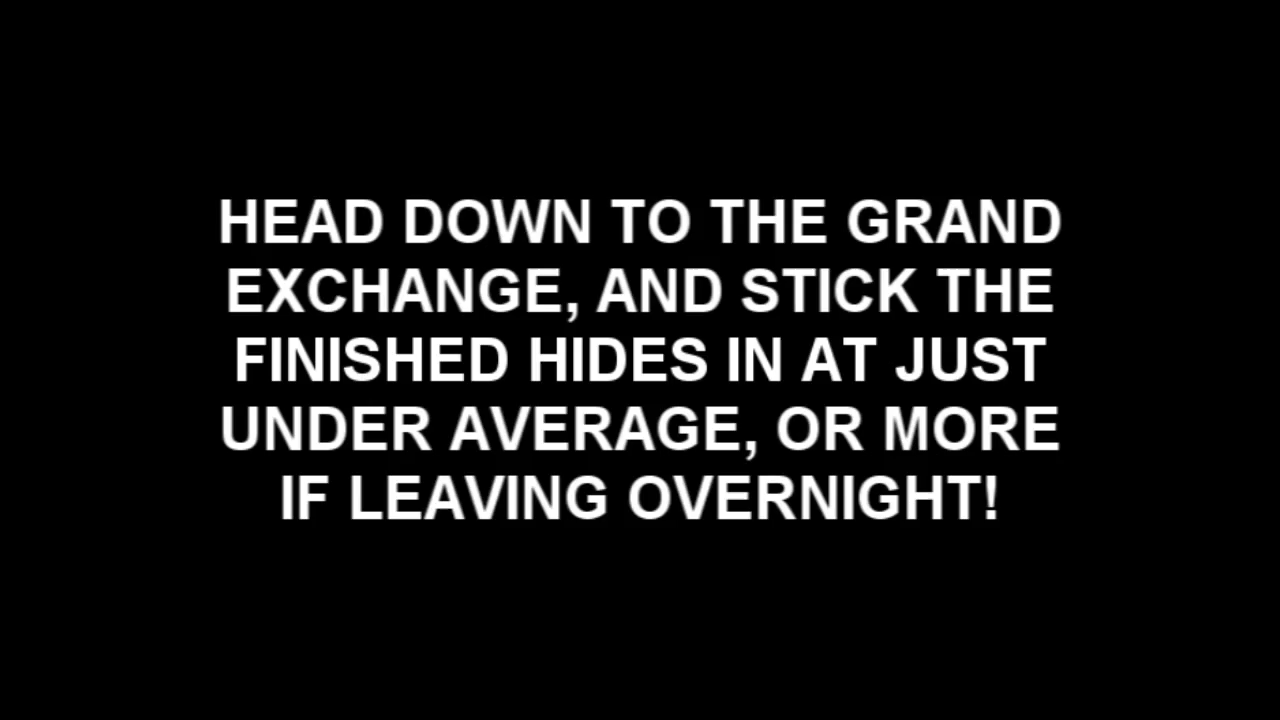 HEAD DOWN TO THE GRAND
EXCHANGE, AND STICK THE
FINISHED HIDES IN AT JUST
UNDER AVERAGE, OR MORE
IF LEAVING OVERNIGHT!